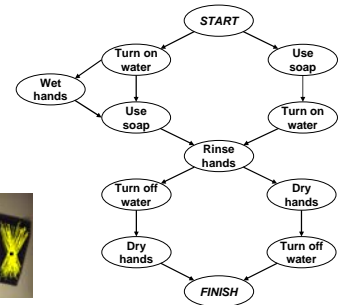 START
Turn on
water
Use
soap
Wet
hands
Use
soap
Turn on
water
Rinse
hands
Turn off
water
Dry
hands
Dry
hands
Turn off
water
FINISH